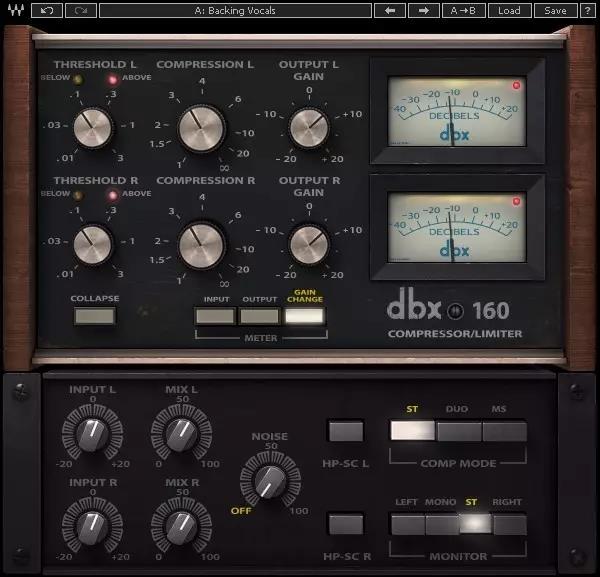 A: Backing Vocals
A→B
Load
Save
?
THRESHOLD L
BELOW
ABOVE
.1
.3
.03
1
.01
3
COMPRESSION L
4
3
6
2
10
1.5
20
1
∞
OUTPUT L
GAIN
0
-10
+10
-20
+20
-40
-30
-20
-10
0
+10
+20
DECIBELS
dbx
THRESHOLD R
BELOW
ABOVE
.1
.3
.03
1
.01
3
COMPRESSION R
4
3
6
2
10
1.5
20
1
∞
OUTPUT R
GAIN
0
-10
+10
-20
+20
-40
-30
-20
-10
0
+10
+20
DECIBELS
dbx
COLLAPSE
INPUT
OUTPUT
GAIN
CHANGE
METER
dbx 160
COMPRESSOR/LIMITER
INPUT L
0
-20
+20
MIX L
50
0
100
INPUT R
0
-20
+20
MIX R
50
0
100
NOISE
50
OFF
100
HP-SC L
HP-SC R
ST
DUO
MS
COMP MODE
LEFT
MONO
ST
RIGHT
MONITOR